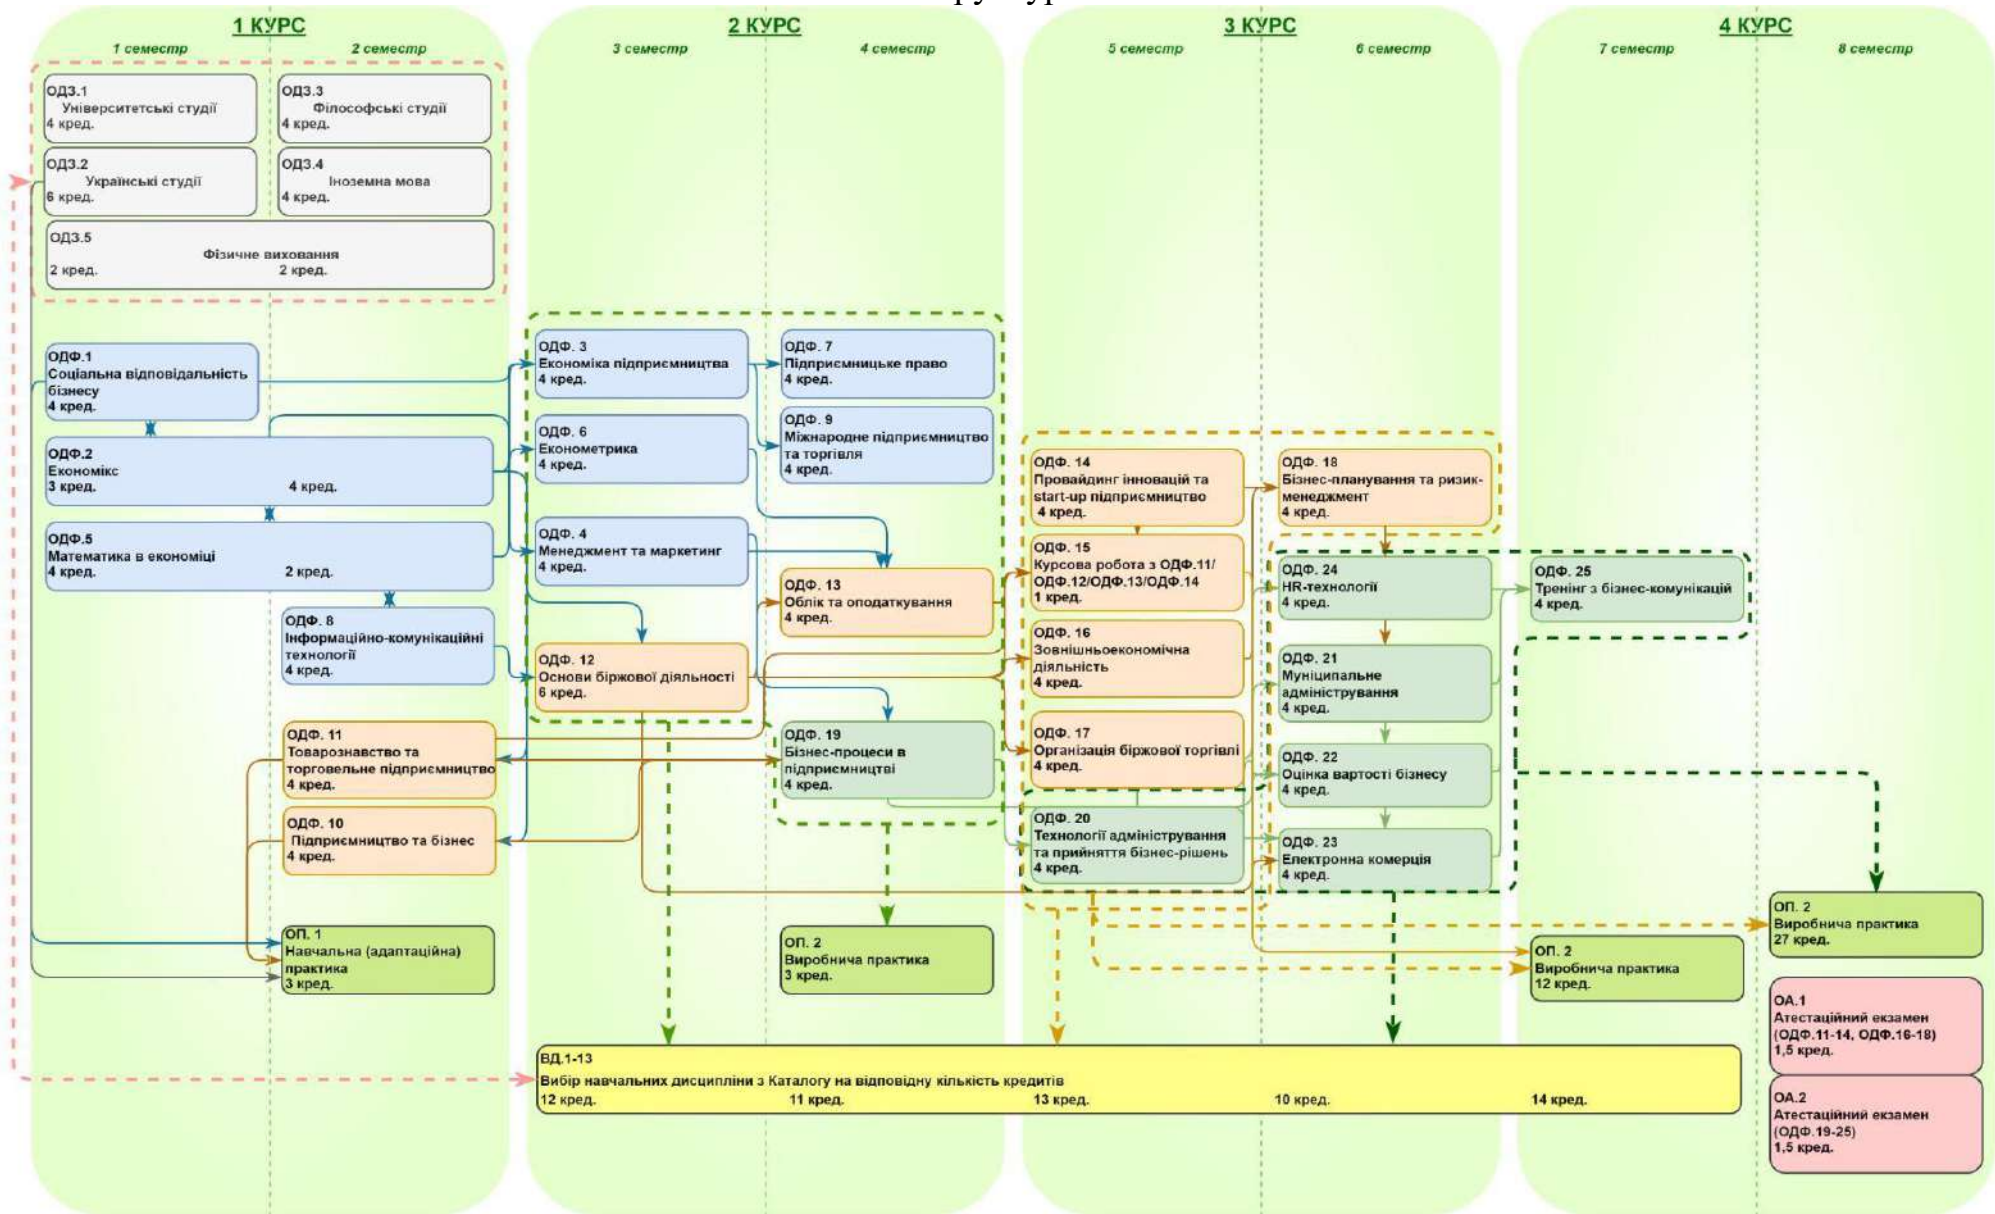 1 КУРС
1 семестр
2 семестр
ОДЗ.1
Університетські студії
4 кред.
ОДЗ.3
Філософські студії
4 кред.
ОДЗ.2
Українські студії
6 кред.
ОДЗ.4
Іноземна мова
4 кред.
ОДЗ.5
Фізичне виховання
2 кред.
2 кред.
ОДФ.1
Соціальна відповідальність
бізнесу
4 кред.
ОДФ.2
Економікс
3 кред.
4 кред.
ОДФ.5
Математика в економіці
4 кред.
2 кред.
ОДФ. 8
Інформаційно-комунікаційні
технології
4 кред.
ОДФ. 11
Товарознавство та
торговельне підприємництво
4 кред.
ОДФ. 10
Підприємництво та бізнес
4 кред.
ОП. 1
Навчальна (адаптаційна)
практика
3 кред.
2 КУРС
3 семестр
4 семестр
ОДФ. 3
Економіка підприємництва
4 кред.
ОДФ. 7
Підприємницьке право
4 кред.
ОДФ. 6
Економетрика
4 кред.
ОДФ. 9
Міжнародне підприємництво
та торгівля
4 кред.
ОДФ. 4
Менеджмент та маркетинг
4 кред.
ОДФ. 13
Облік та оподаткування
4 кред.
ОДФ. 12
Основи біржової діяльності
6 кред.
ОДФ. 19
Бізнес-процеси в
підприємництві
4 кред.
ОП. 2
Виробнича практика
3 кред.
3 КУРС
5 семестр
6 семестр
ОДФ. 14
Провайдинг інновацій та
start-up підприємництво
4 кред.
ОДФ. 18
Бізнес-планування та ризик-
менеджмент
4 кред.
ОДФ. 15
Курсова робота з ОДФ.11/
ОДФ.12/ОДФ.13/ОДФ.14
1 кред.
ОДФ. 24
HR-технології
4 кред.
ОДФ. 16
Зовнішньоекономічна
діяльність
4 кред.
ОДФ. 21
Муніципальне
адміністрування
4 кред.
ОДФ. 17
Організація біржової торгівлі
4 кред.
ОДФ. 22
Оцінка вартості бізнесу
4 кред.
ОДФ. 20
Технології адміністрування
та прийняття бізнес-рішень
4 кред.
ОДФ. 23
Електронна комерція
4 кред.
4 КУРС
7 семестр
8 семестр
ОДФ. 25
Тренінг з бізнес-комунікацій
4 кред.
ОП. 2
Виробнича практика
12 кред.
ОП. 2
Виробнича практика
27 кред.
ОА.1
Атестаційний екзамен
(ОДФ.11-14, ОДФ.16-18)
1,5 кред.
ОА.2
Атестаційний екзамен
(ОДФ.19-25)
1,5 кред.
ВД.1-13
Вибір навчальних дисципліни з Каталогу на відповідну кількість кредитів
12 кред.
11 кред.
13 кред.
10 кред.
14 кред.